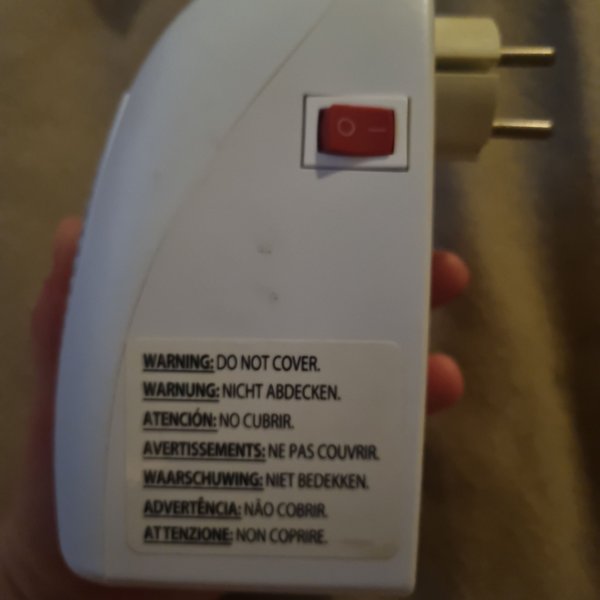 WARNING: DO NOT COVER.
WARNUNG: NICHT ABDECKEN.
ATENCIÓN: NO CUBRIR.
AVERTISSEMENTS: NE PAS COUVRIR.
WAARSCHUWING: NIET BEDEKKEN.
ADVERTÊNCIA: NÃO COBRIR.
ATTENZIONE: NON COPRIRE.